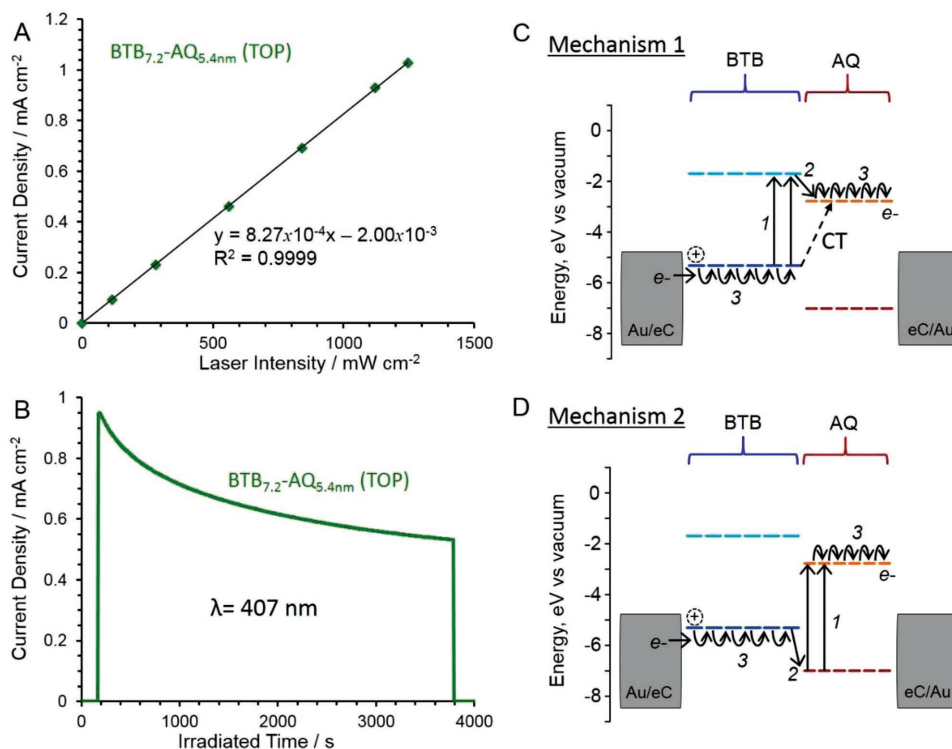 A
1.2
1
0.8
0.6
0.4
0.2
0
Current Density / mA cm-2
BTB7.2-AQ5.4nm (TOP)
y = 8.27x10-4x – 2.00x10-3
R2 = 0.9999
0 500 1000 1500
Laser Intensity / mW cm-2
B
1
0.8
0.6
0.4
0.2
0
Current Density / mA cm-2
BTB7.2-AQ5.4nm (TOP)
λ= 407 nm
0 1000 2000 3000 4000
Irradiated Time / s
C
Mechanism 1
BTB AQ
0
-2
-4
-6
-8
Energy, eV vs vacuum
2 3
1
e-
CT
+
e-
3
Au/eC
eC/Au
D
Mechanism 2
BTB AQ
0
-2
-4
-6
-8
Energy, eV vs vacuum
3
e-
1
+
e-
3
2
Au/eC
eC/Au